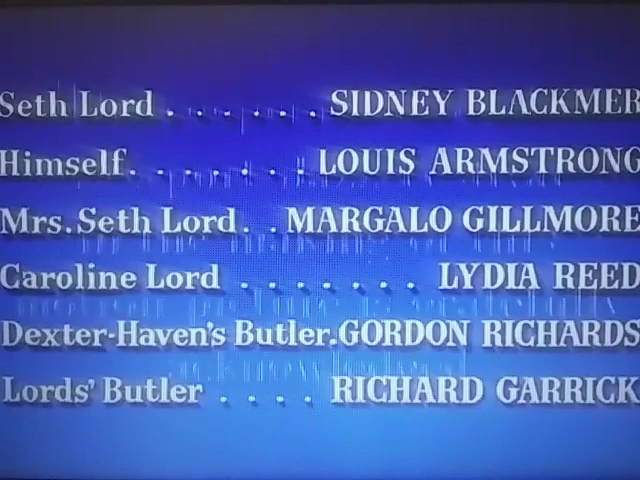 Seth Lord . . . . . . SIDNEY BLACKMER
Himself. . . . . . . LOUIS ARMSTRONG
Mrs. Seth Lord. . . MARGALO GILLMORE
Caroline Lord . . . . . . . LYDIA REED
Dexter-Haven's Butler.GORDON RICHARDS
Lords' Butler . . . . RICHARD GARRICK